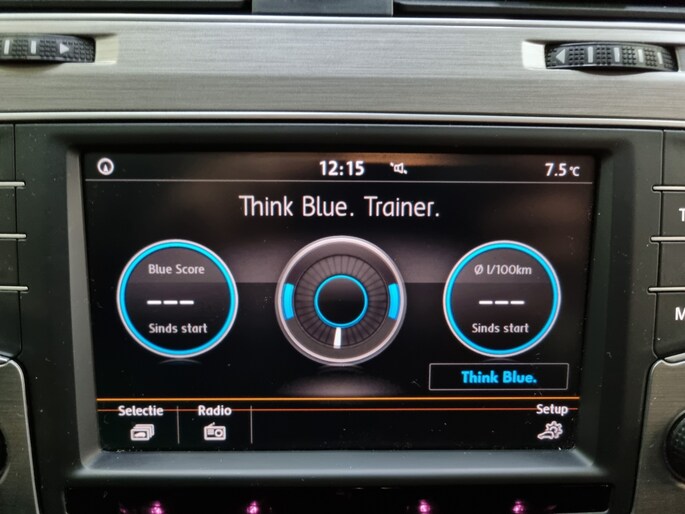 12:15
7.5 °C
Think Blue. Trainer.
Blue Score
---
Sinds start
Ø l/100km
---
Sinds start
Think Blue.
Selectie
Radio
Setup
T
M